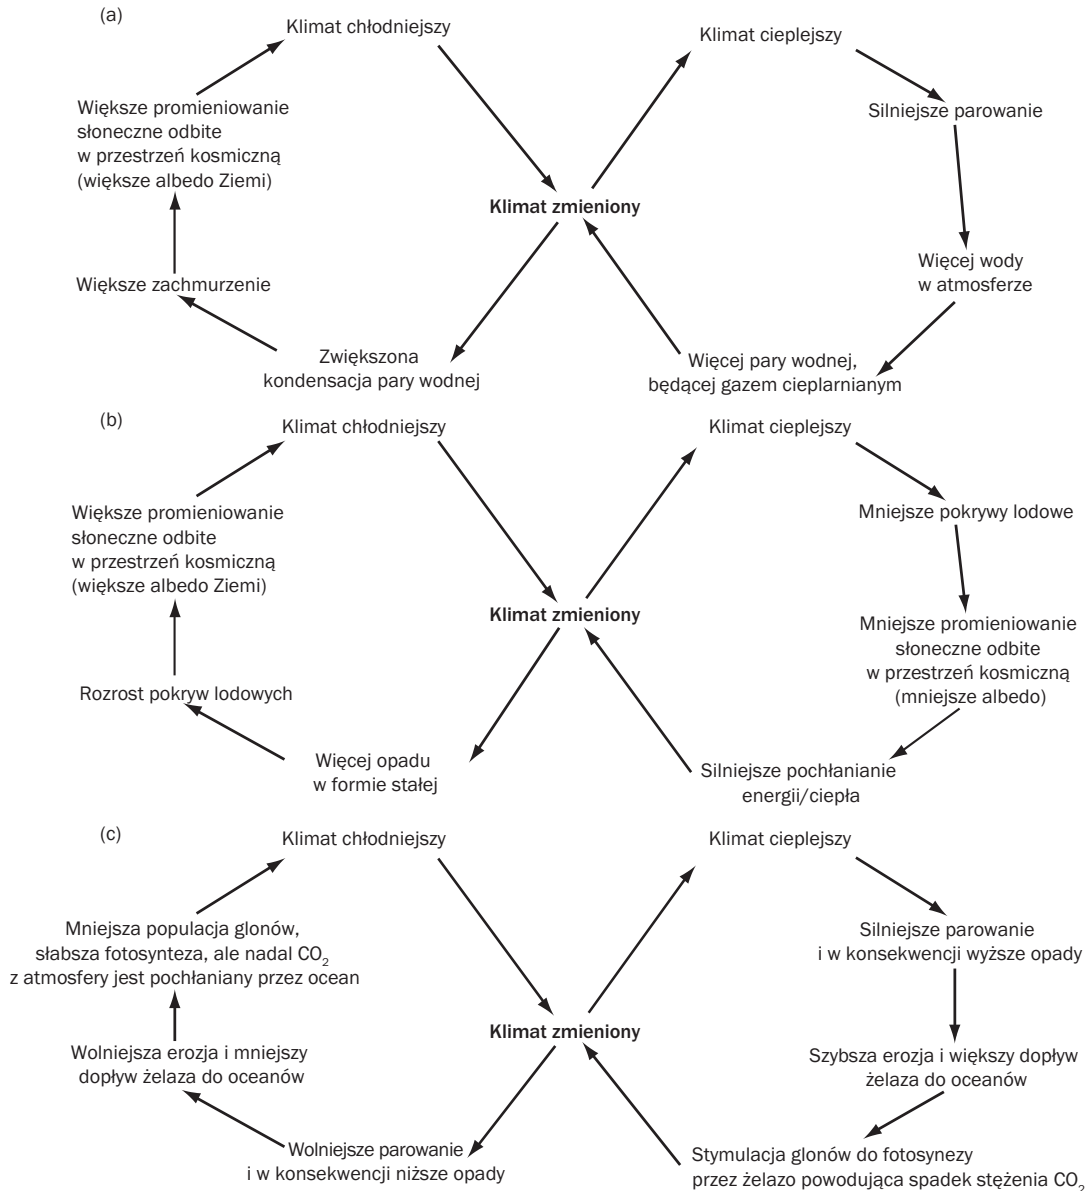 (a)
Klimat chłodniejszy
Klimat cieplejszy
Większe promieniowanie
słoneczne odbite
w przestrzeń kosmiczną
(większe albedo Ziemi)
Silniejsze parowanie
Klimat zmieniony
Większe zachmurzenie
Więcej wody
w atmosferze
Zwiększona
kondensacja pary wodnej
Więcej pary wodnej,
będącej gazem cieplarnianym
(b)
Klimat chłodniejszy
Klimat cieplejszy
Większe promieniowanie
słoneczne odbite
w przestrzeń kosmiczną
(większe albedo Ziemi)
Mniejsze pokrywy lodowe
Klimat zmieniony
Mniejsze promieniowanie
słoneczne odbite
w przestrzeń kosmiczną
(mniejsze albedo)
Rozrost pokryw lodowych
Więcej opadu
w formie stałej
Silniejsze pochłanianie
energii/ciepła
(c)
Klimat chłodniejszy
Klimat cieplejszy
Mniejsza populacja glonów,
słabsza fotosynteza, ale nadal CO₂
z atmosfery jest pochłaniany przez ocean
Silniejsze parowanie
i w konsekwencji wyższe opady
Klimat zmieniony
Wolniejsza erozja i mniejszy
dopływ żelaza do oceanów
Szybsza erozja i większy dopływ
żelaza do oceanów
Wolniejsze parowanie
i w konsekwencji niższe opady
Stymulacja glonów do fotosynezy
przez żelazo powodująca spadek stężenia CO₂